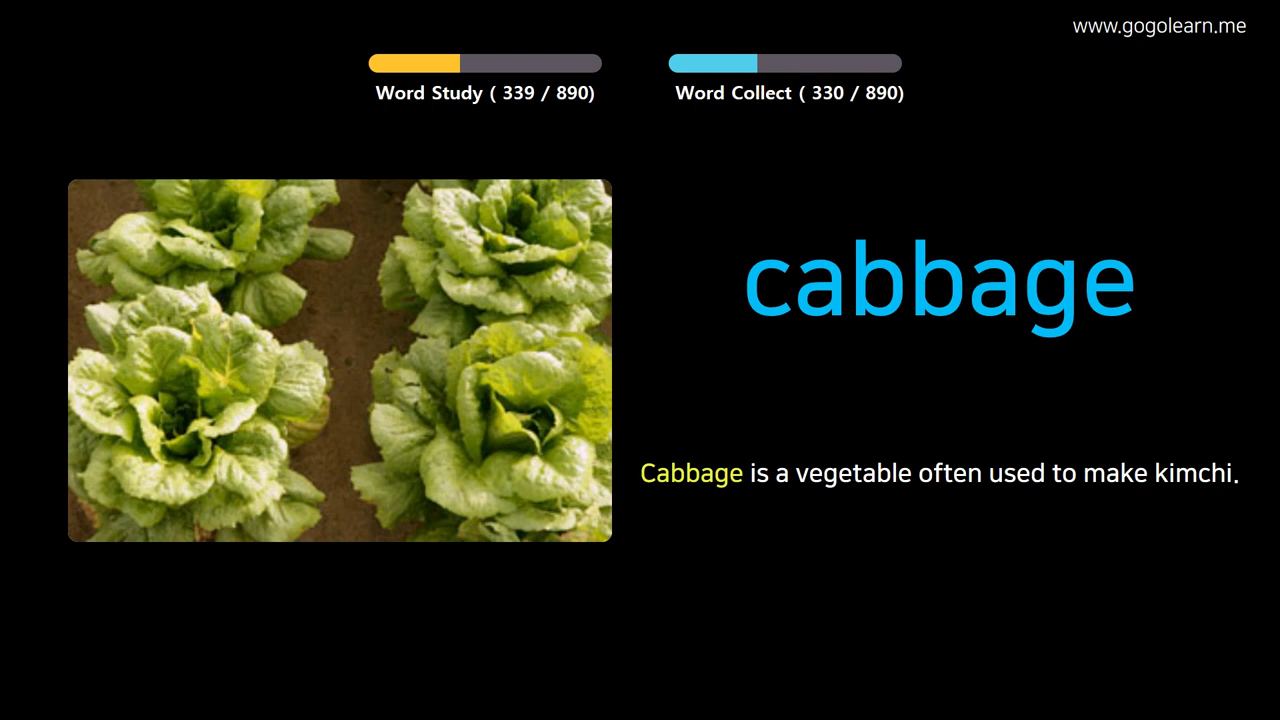 www.gogolearn.me
Word Study ( 339 / 890)
Word Collect ( 330 / 890)
cabbage
Cabbage is a vegetable often used to make kimchi.